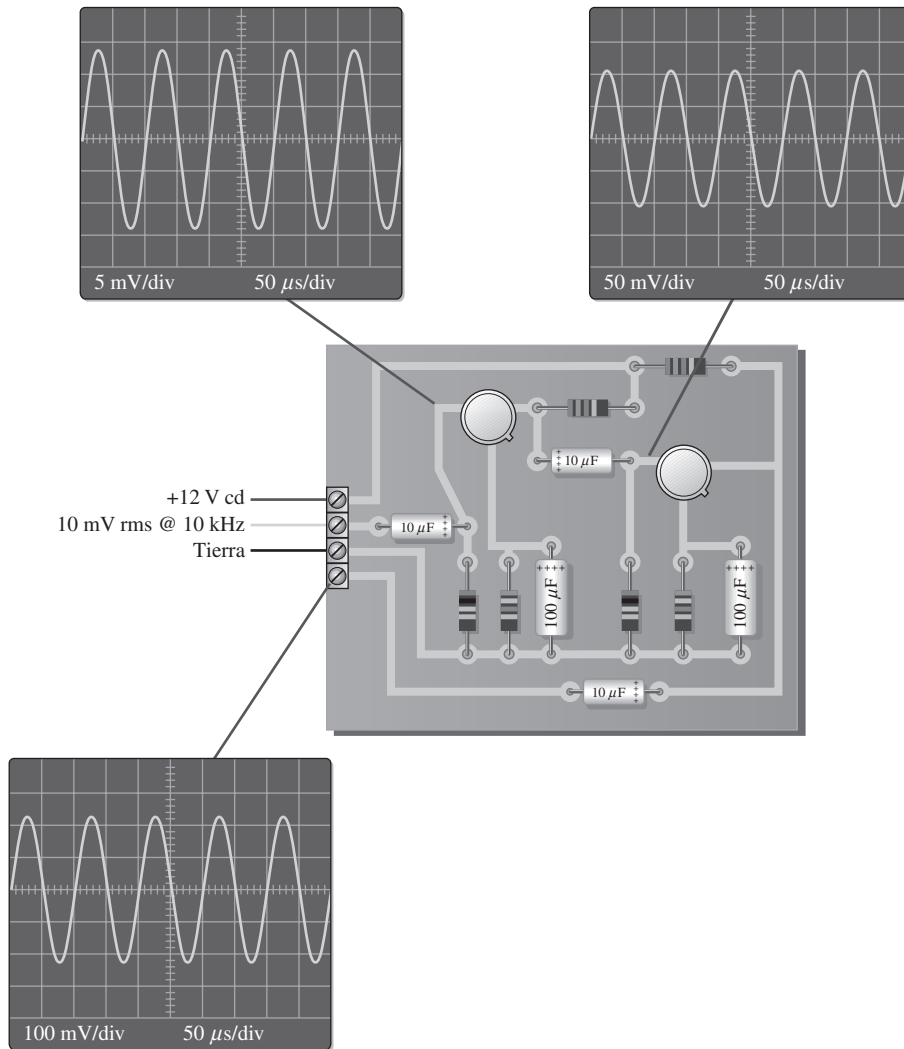 5 mV/div 50 μs/div
50 mV/div 50 μs/div
10 μF
+12 V cd
10 mV rms @ 10 kHz
Tierra
10 μF
100 μF
100 μF
10 μF
100 mV/div 50 μs/div